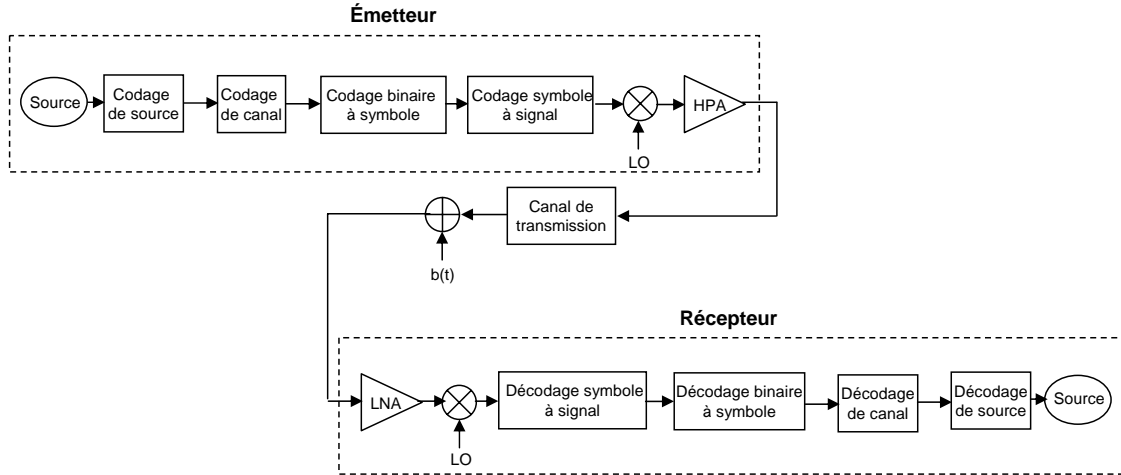 Émetteur
Source
Codage
de source
Codage
de canal
Codage binaire
à symbole
Codage symbole
à signal
HPA
LO
Canal de
transmission
b(t)
Récepteur
LNA
LO
Décodage symbole
à signal
Décodage binaire
à symbole
Décodage
de canal
Décodage
de source
Source